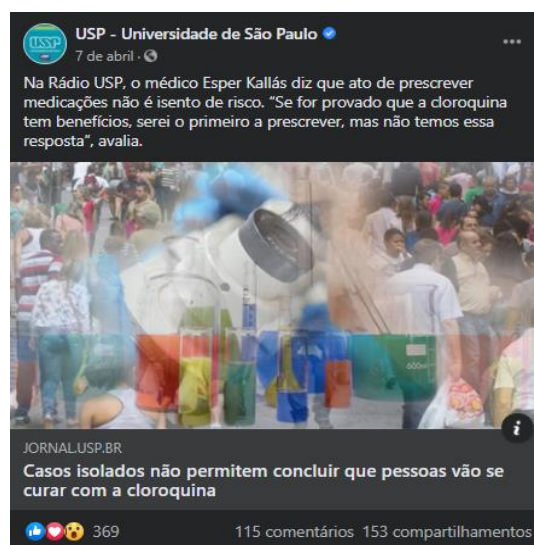 USP
USP - Universidade de São Paulo
7 de abril ·
Na Rádio USP, o médico Esper Kallás diz que ato de prescrever
medicações não é isento de risco. “Se for provado que a cloroquina
tem benefícios, serei o primeiro a prescrever, mas não temos essa
resposta”, avalia.
600ml
i
JORNAL.USP.BR
Casos isolados não permitem concluir que pessoas vão se
curar com a cloroquina
369
115 comentários 153 compartilhamentos